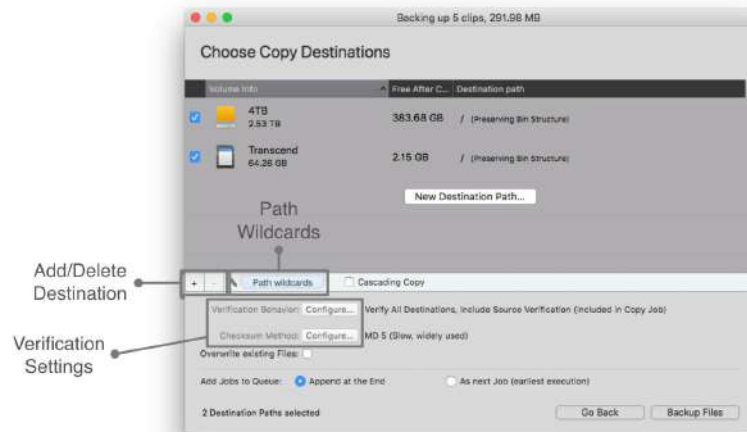 Backing up 5 clips, 291.98 MB
Choose Copy Destinations
Volume Info
Free After C...
Destination path
4TB
2.53 TB
383.68 GB
/ (Preserving Bin Structure)
Transcend
64.26 GB
2.15 GB
/ (Preserving Bin Structure)
New Destination Path...
Path
Wildcards
Add/Delete
Destination
+ -
Path wildcards
Cascading Copy
Verification Behavior: Configure... Verify All Destinations, Include Source Verification (Included in Copy Job)
Checksum Method: Configure... MD 5 (Slow, widely used)
Verification
Settings
Overwrite existing Files:
Add Jobs to Queue: Append at the End As next Job (earliest execution)
2 Destination Paths selected
Go Back
Backup Files